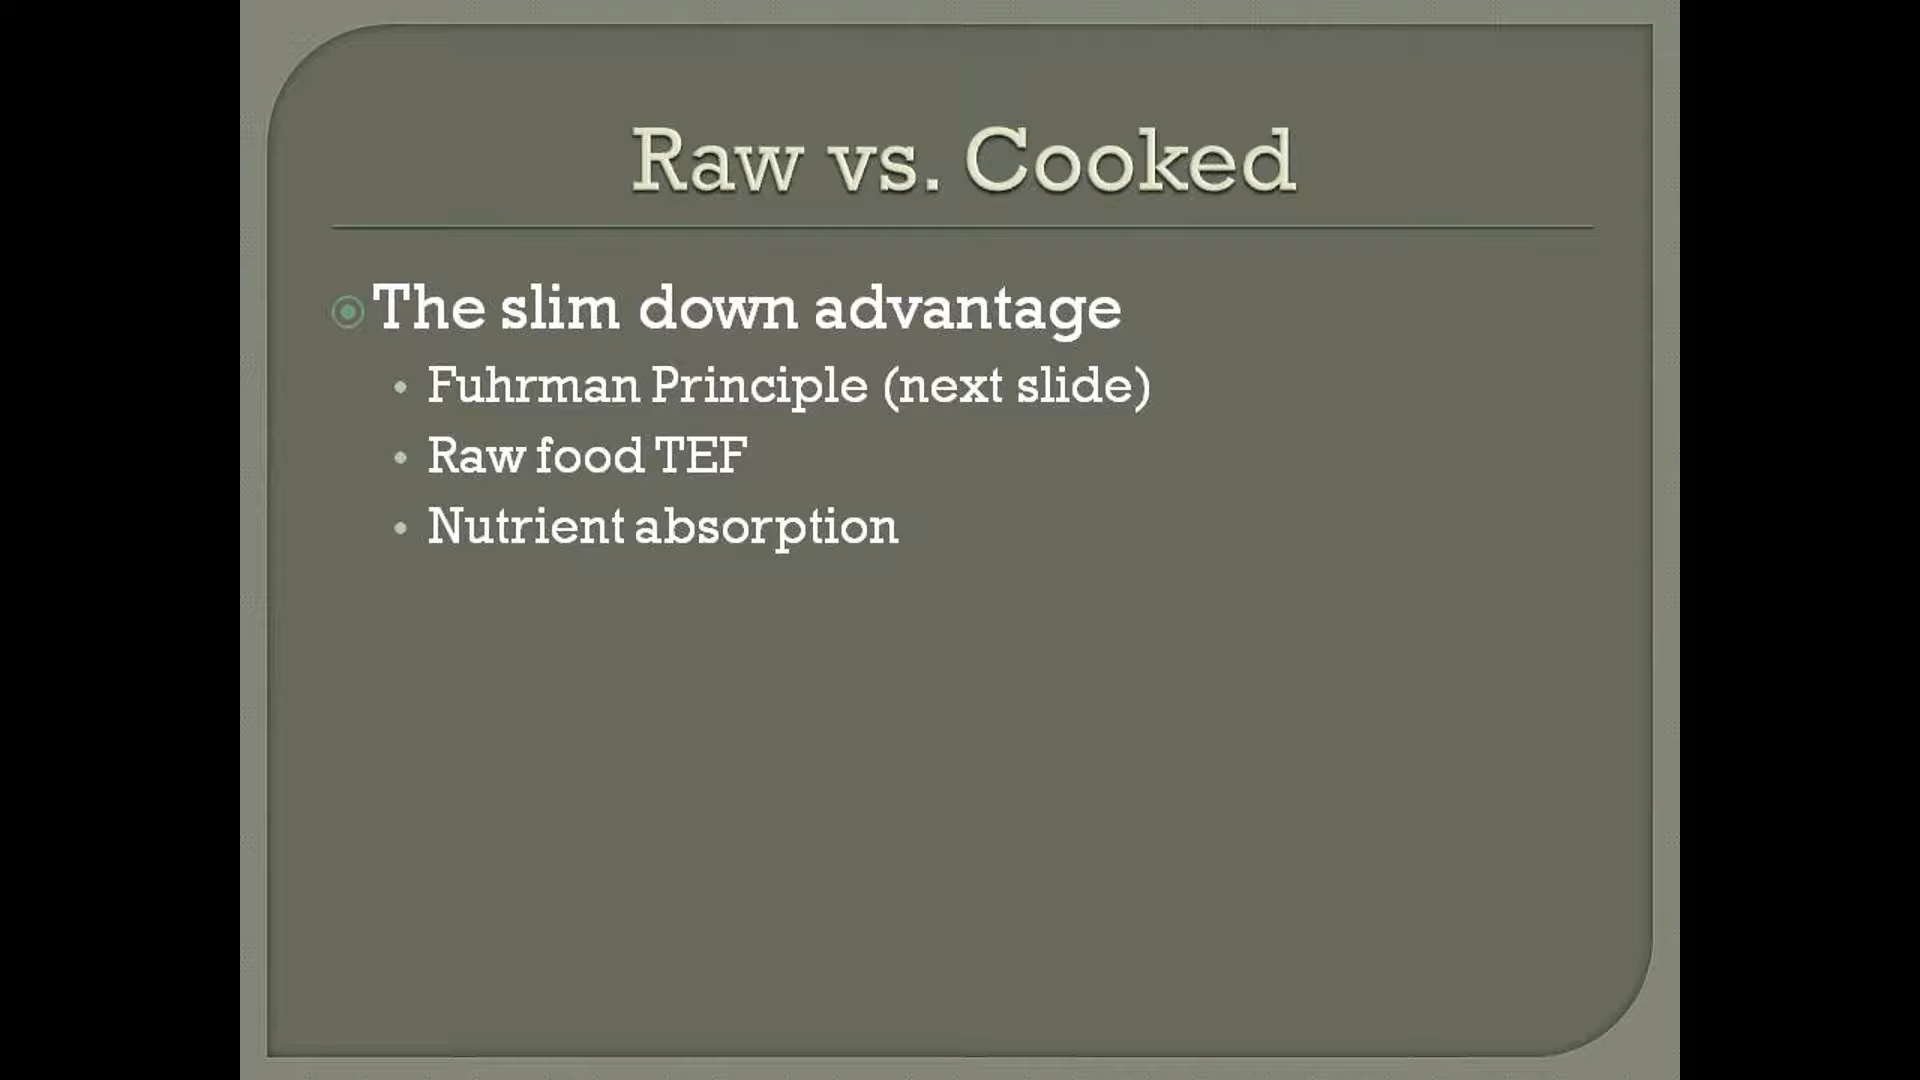 Raw vs. Cooked
The slim down advantage
Fuhrman Principle (next slide)
Raw food TEF
Nutrient absorption